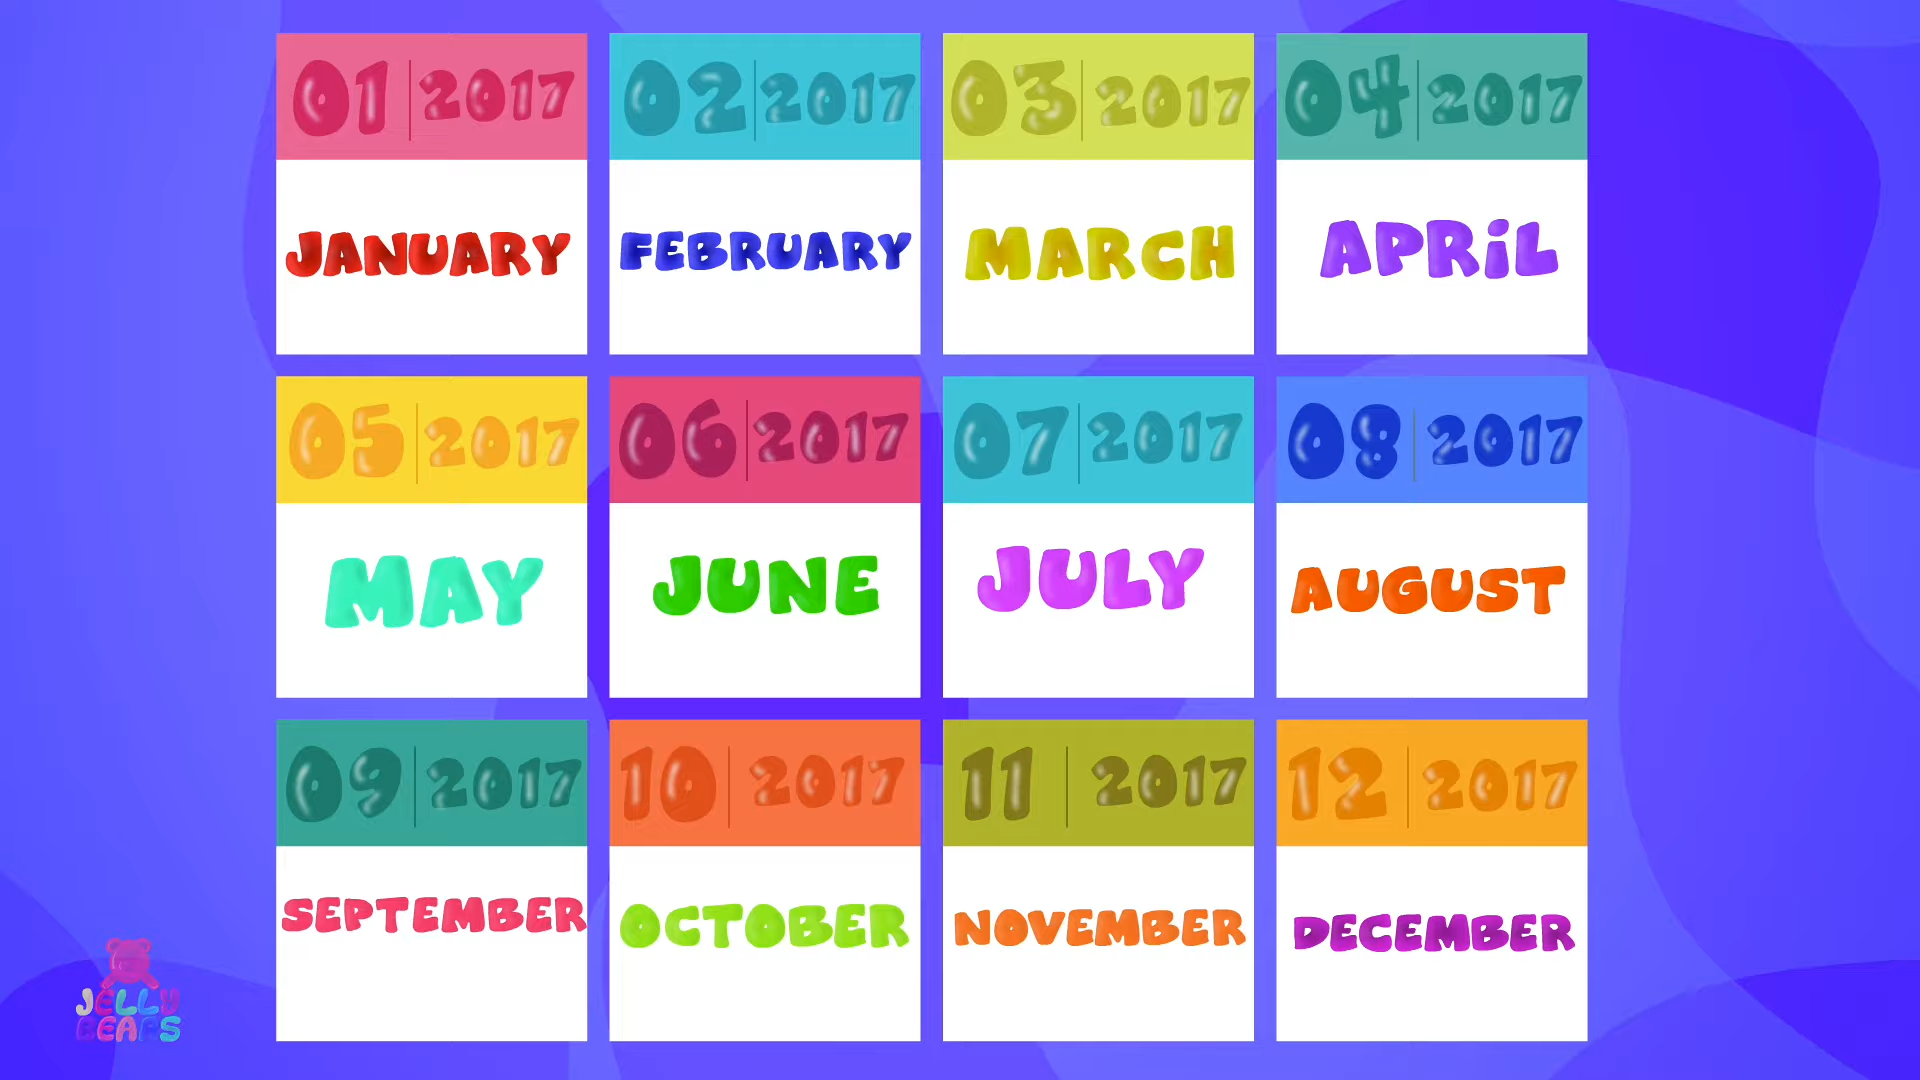 01 | 2017
JANUARY
02 | 2017
FEBRUARY
03 | 2017
MARCH
04 | 2017
APRiL
05 | 2017
MAY
06 | 2017
JUNE
07 | 2017
JULY
08 | 2017
AUGUST
09 | 2017
SEPTEMBER
10 | 2017
OCTOBER
11 | 2017
NOVEMBER
12 | 2017
DECEMBER
JELLY
BEARS